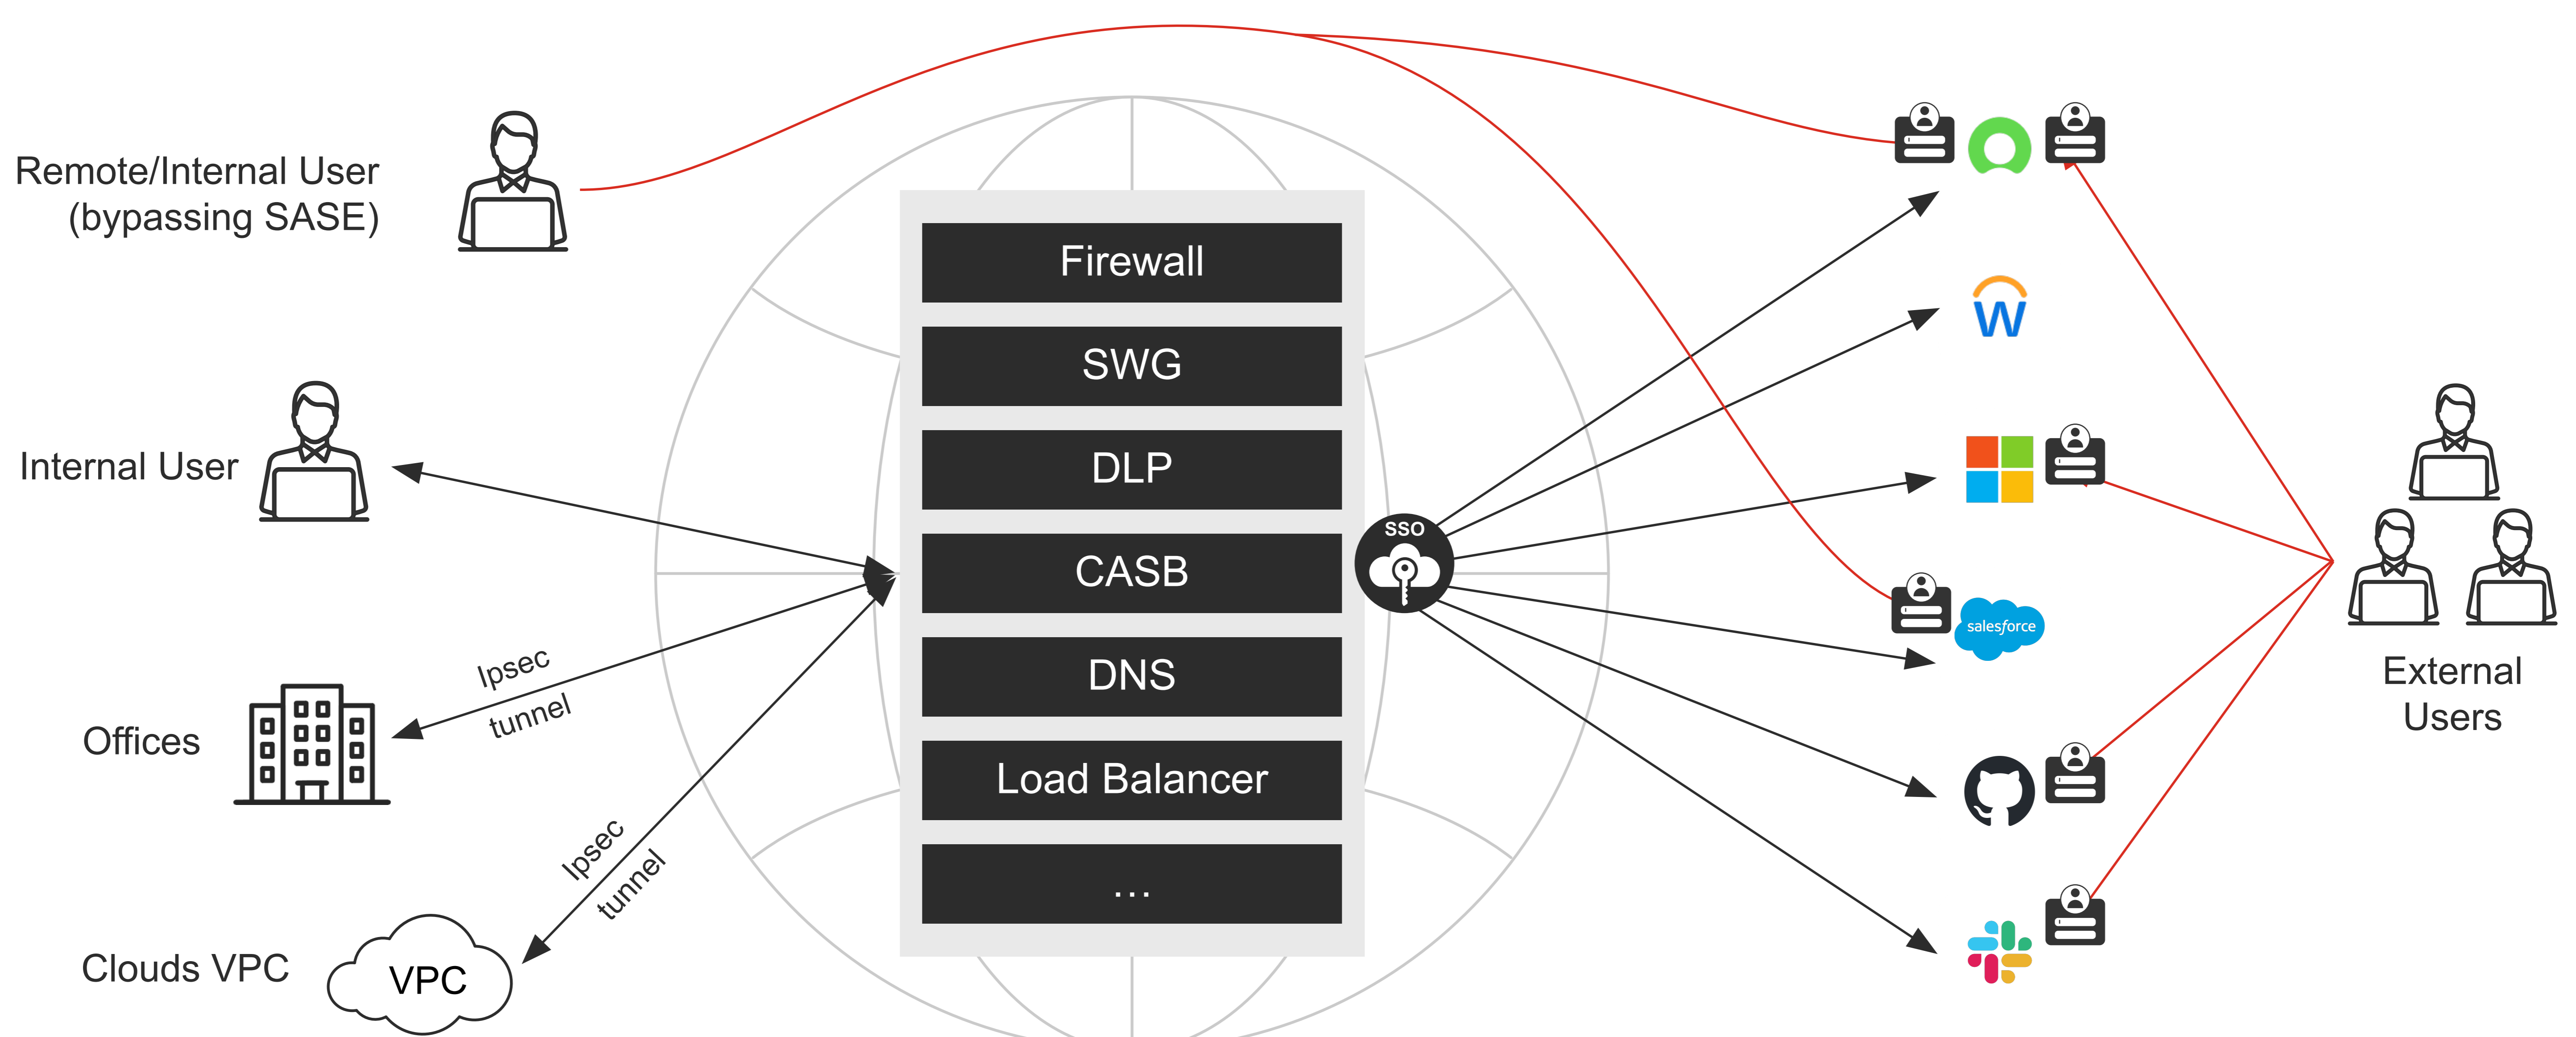 Remote/Internal User
(bypassing SASE)
Internal User
Offices
Ipsec
tunnel
Clouds VPC
VPC
Ipsec
tunnel
Firewall
SWG
DLP
CASB
DNS
Load Balancer
...
SSO
W
salesforce
External
Users